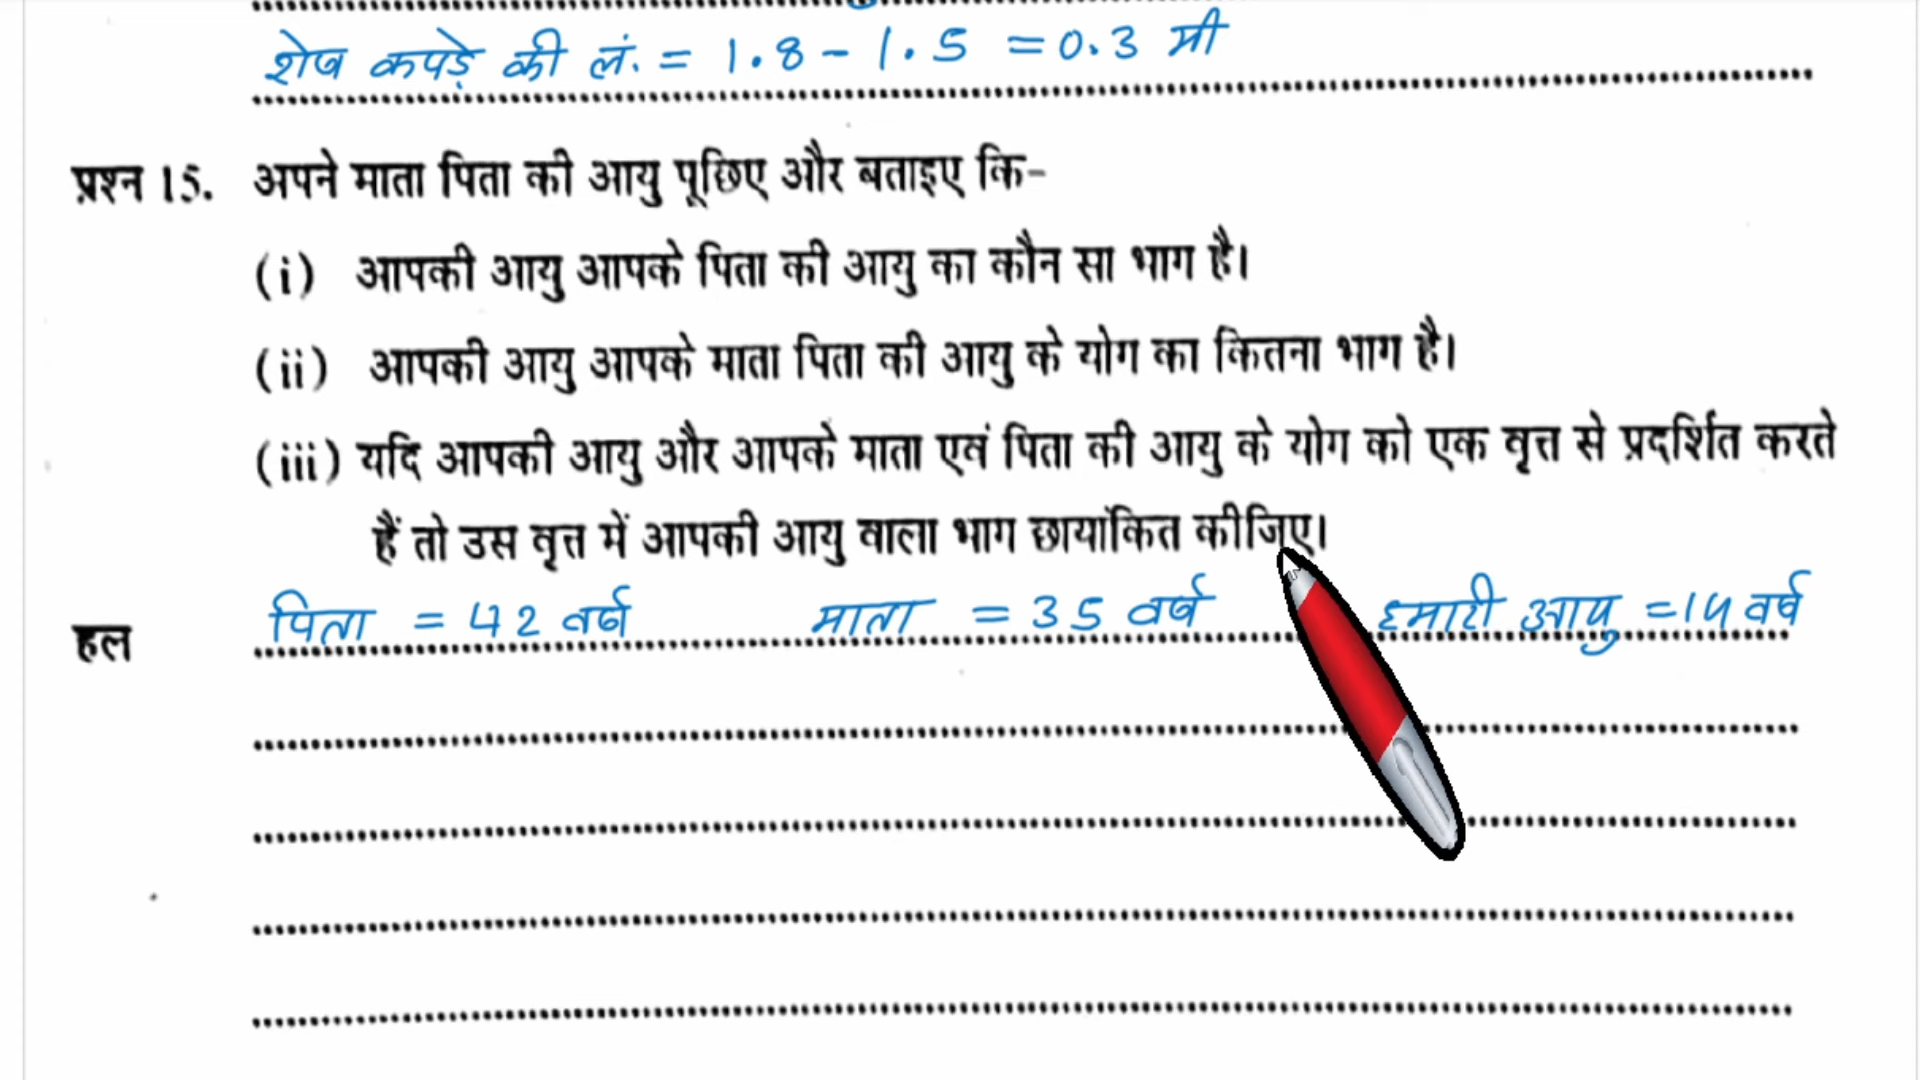 शेष कपड़े की लं. = 1.8 - 1.5 = 0.3 मी
प्रश्न 15. अपने माता पिता की आयु पूछिए और बताइए कि-
(i) आपकी आयु आपके पिता की आयु का कौन सा भाग है।
(ii) आपकी आयु आपके माता पिता की आयु के योग का कितना भाग है।
(iii) यदि आपकी आयु और आपके माता एवं पिता की आयु के योग को एक वृत्त से प्रदर्शित करते
हैं तो उस वृत्त में आपकी आयु वाला भाग छायांकित कीजिए।
हल पिता = 42 वर्ष माता = 35 वर्ष हमारी आयु = 14 वर्ष